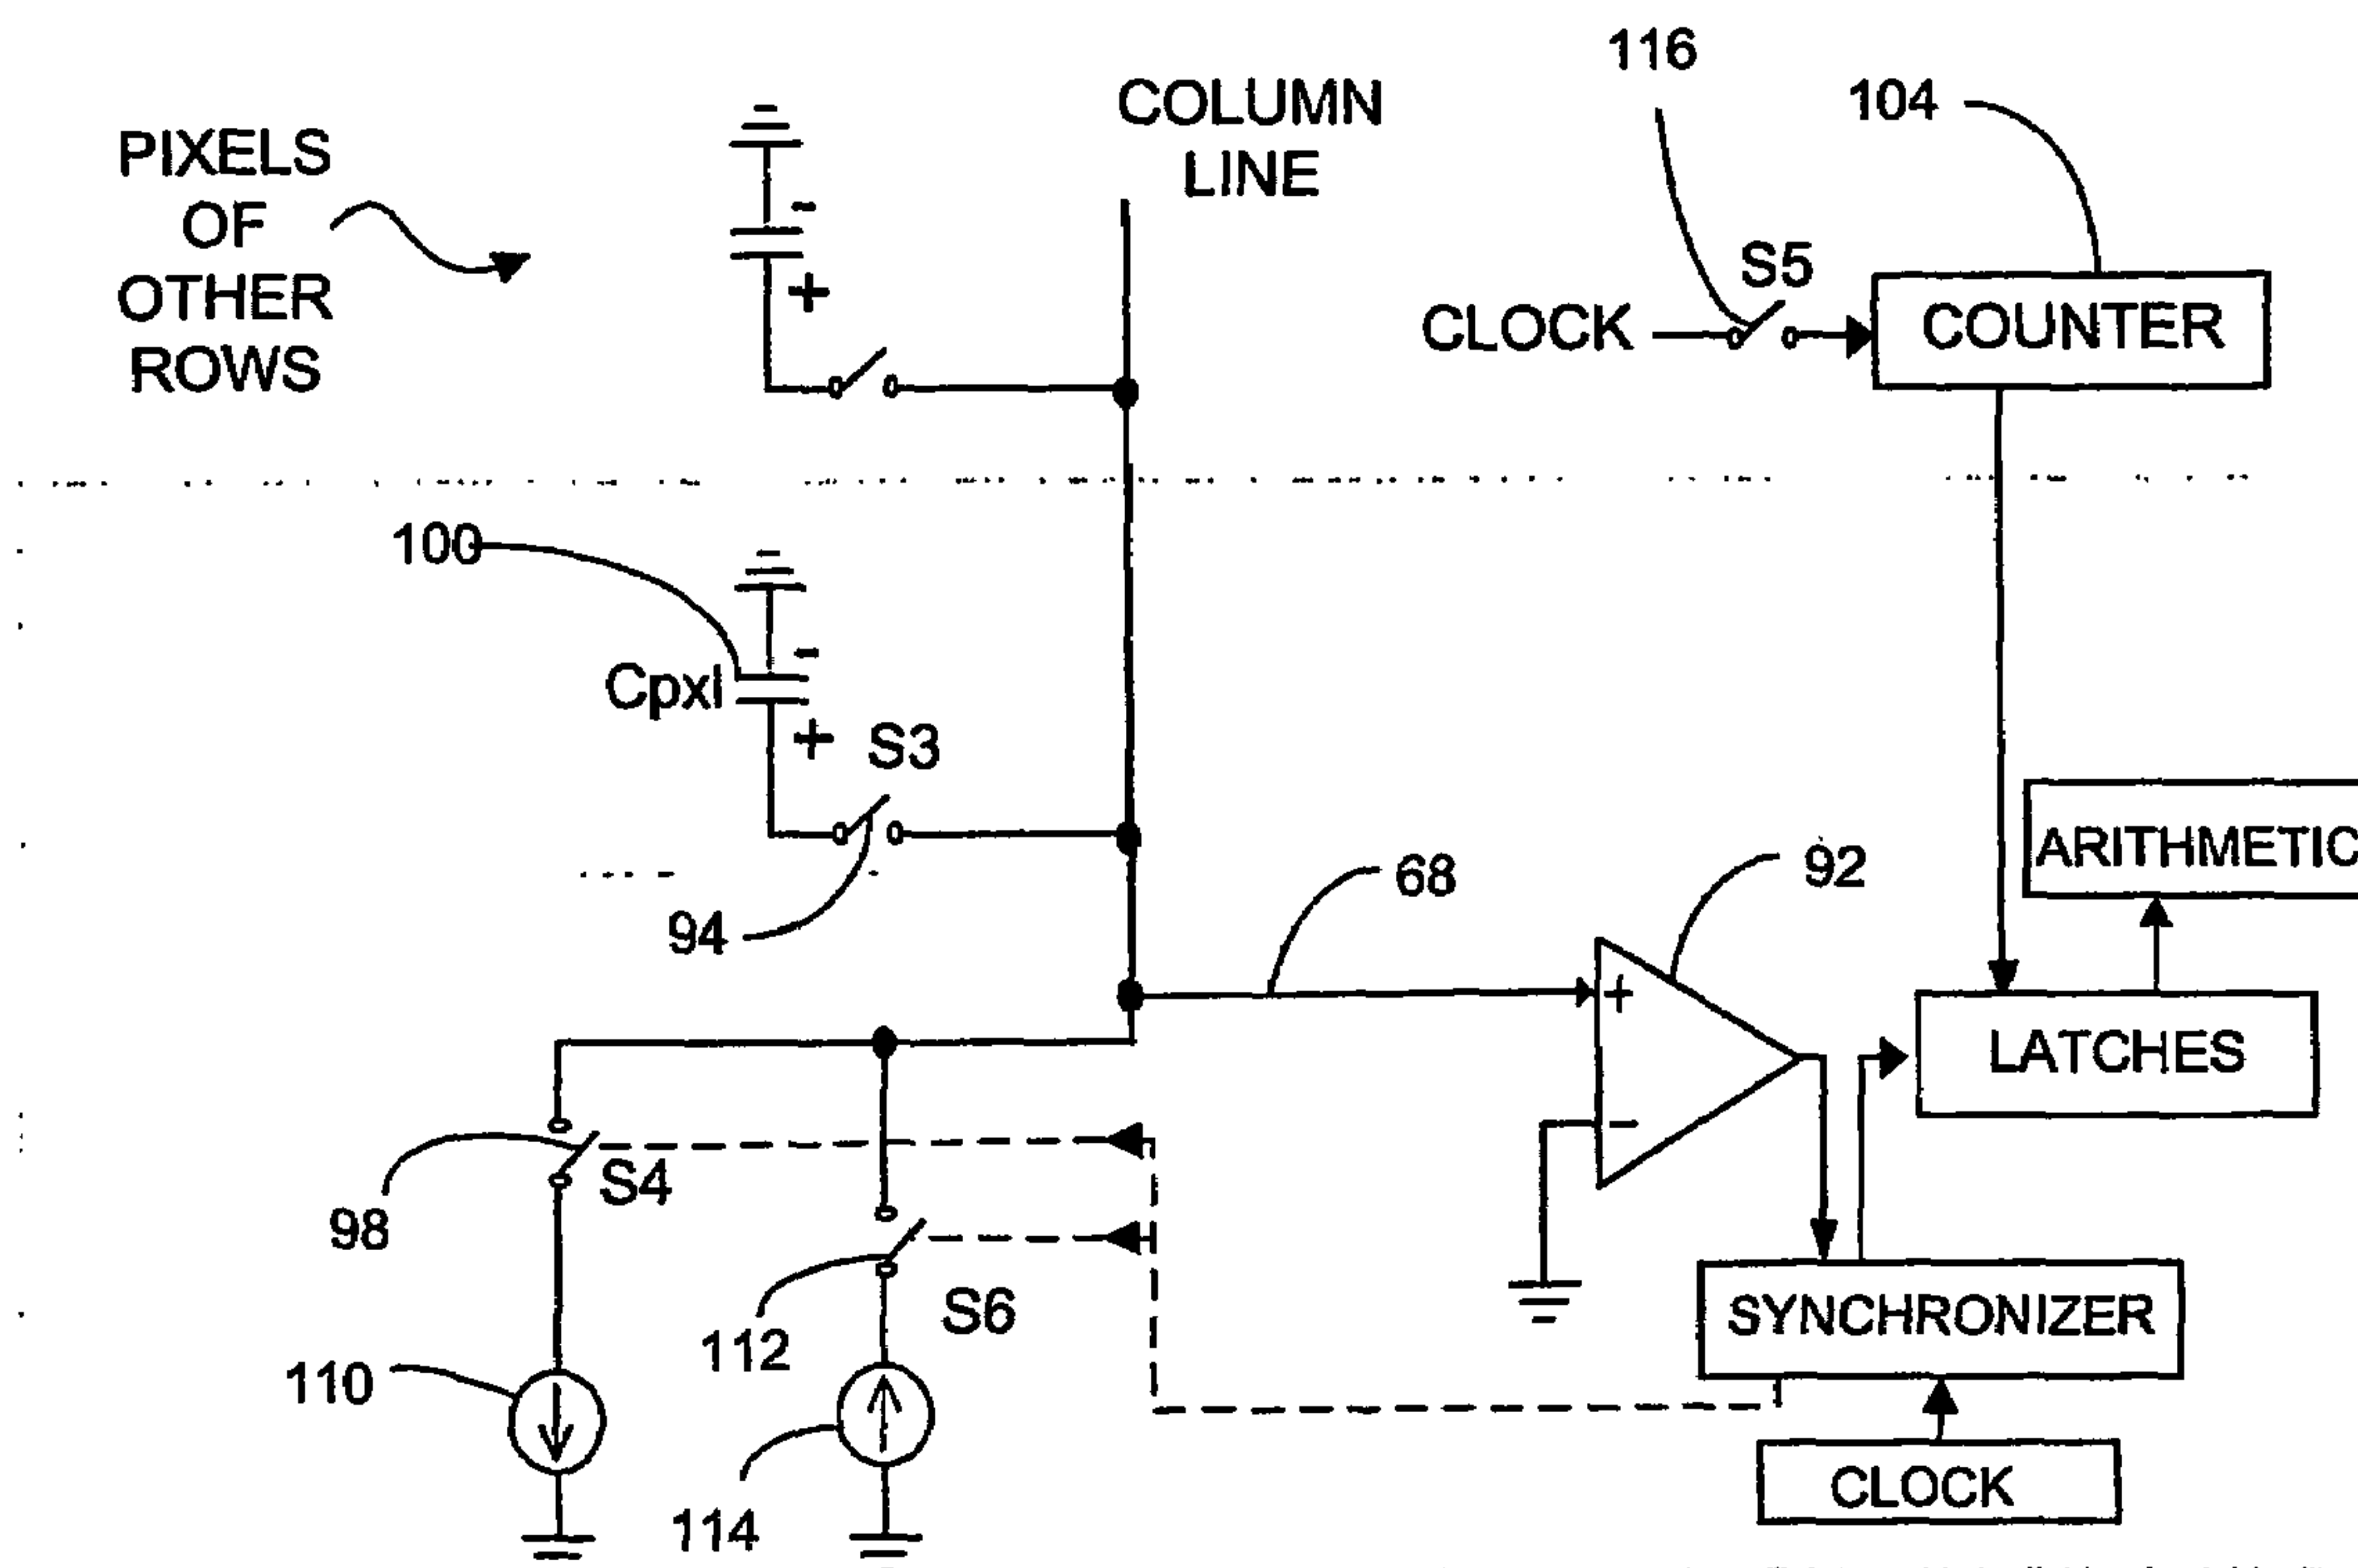 116
COLUMN
LINE
104
PIXELS
OF
OTHER
ROWS
-
+
S5
CLOCK
COUNTER
100
-
Cpxl
+
S3
94
ARITHMETIC
68
92
+
-
LATCHES
98
S4
112
S6
SYNCHRONIZER
110
114
CLOCK